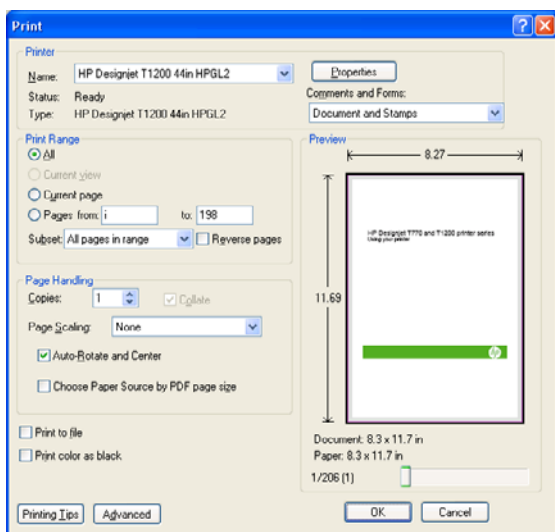 Print
Printer
Name: HP Designjet T1200 44in HPGL2
Properties
Status: Ready
Type: HP Designjet T1200 44in HPGL2
Comments and Forms:
Document and Stamps
Print Range
All
Current view
Current page
Pages from: i to: 198
Subset: All pages in range Reverse pages
Page Handling
Copies: 1 Collate
Page Scaling: None
Auto-Rotate and Center
Choose Paper Source by PDF page size
Print to file
Print color as black
Preview
8.27
11.69
HP Designjet T770 and T1200 printer series
Using your printer
hp
Document: 8.3 x 11.7 in
Paper: 8.3 x 11.7 in
1/206 (1)
Printing Tips Advanced OK Cancel